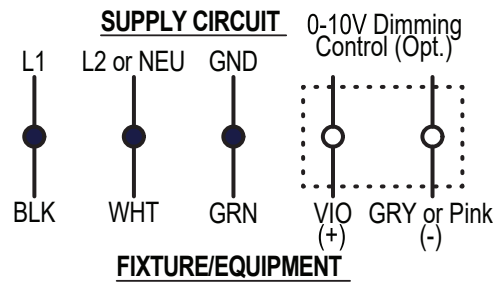 SUPPLY CIRCUIT
0-10V Dimming
Control (Opt.)
L1 L2 or NEU GND
BLK WHT GRN VIO GRY or Pink
(+) (-)
FIXTURE/EQUIPMENT